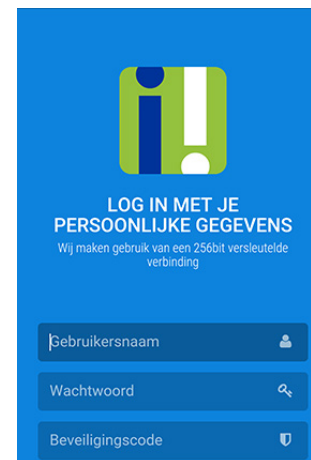 i!
LOG IN MET JE
PERSOONLIJKE GEGEVENS
Wij maken gebruik van een 256bit versleutelde
verbinding
Gebruikersnaam
Wachtwoord
Beveiligingscode